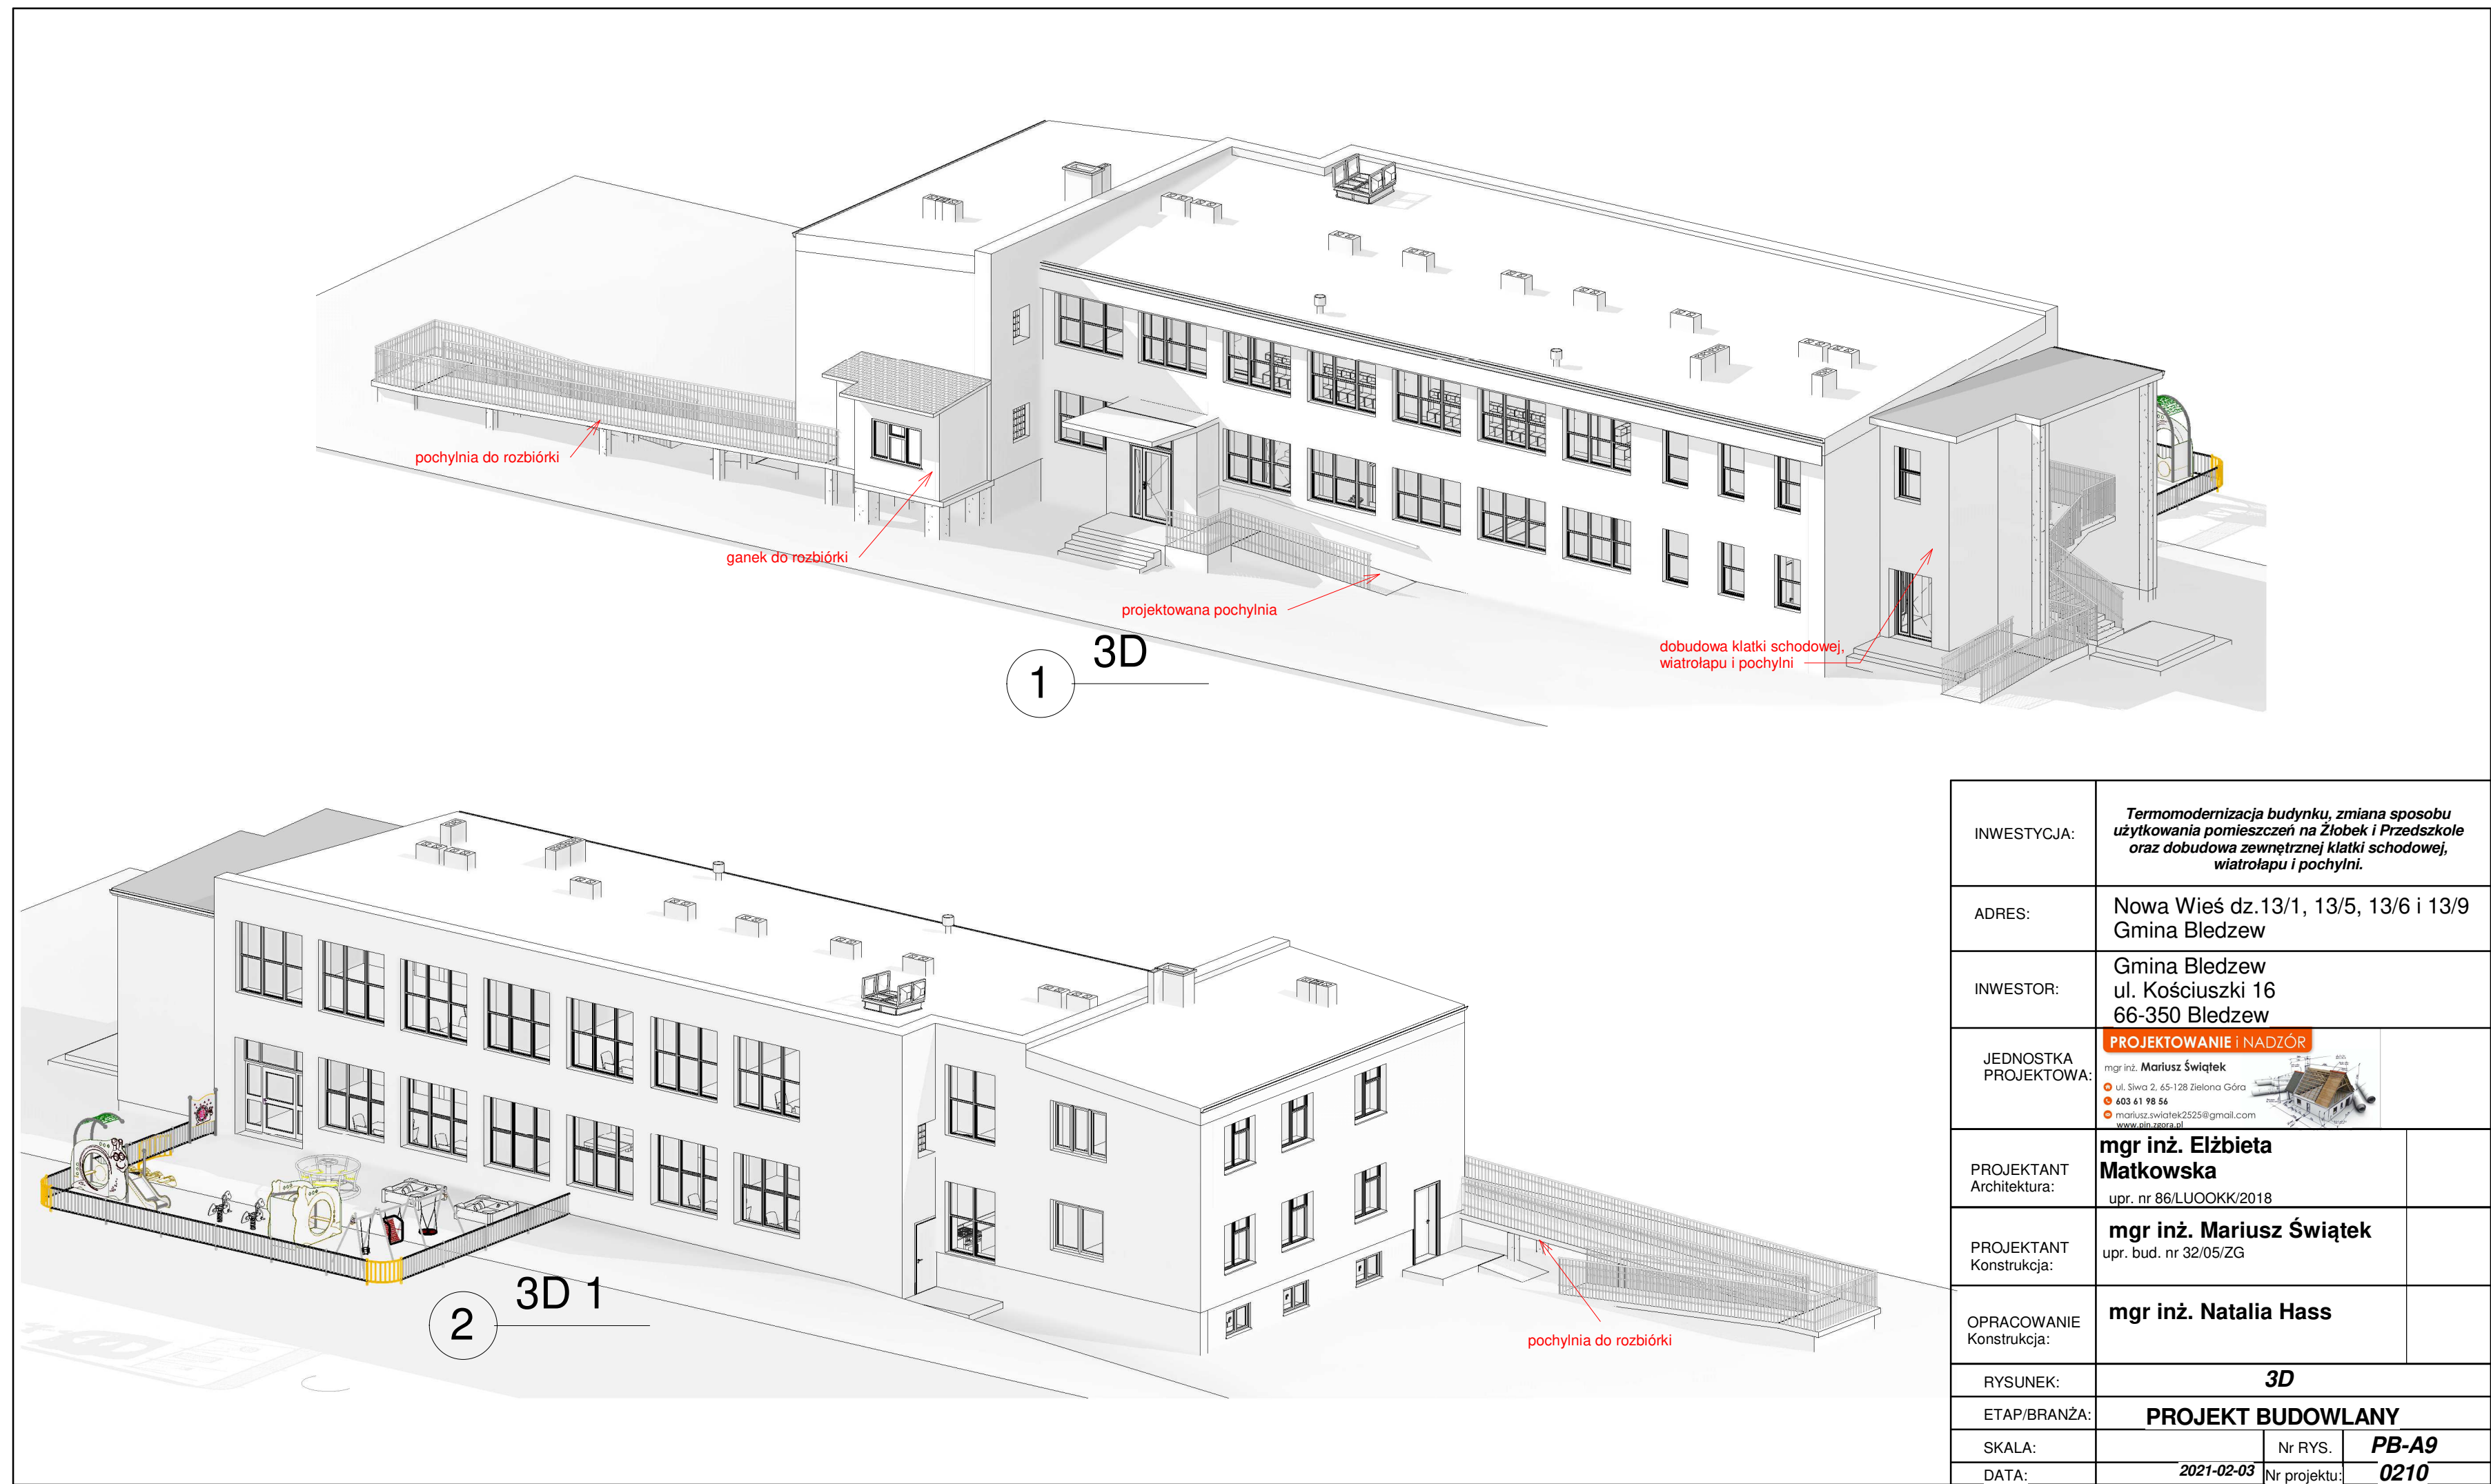 pochylnia do rozbiórki
ganek do rozbiórki
projektowana pochylnia
dobudowa klatki schodowej,
wiatrołapu i pochylni
1
3D
pochylnia do rozbiórki
2
3D 1
INWESTYCJA:
Termomodernizacja budynku, zmiana sposobu
użytkowania pomieszczeń na Żłobek i Przedszkole
oraz dobudowa zewnętrznej klatki schodowej,
wiatrołapu i pochylni.
ADRES:
Nowa Wieś dz.13/1, 13/5, 13/6 i 13/9
Gmina Bledzew
INWESTOR:
Gmina Bledzew
ul. Kościuszki 16
66-350 Bledzew
JEDNOSTKA
PROJEKTOWA:
PROJEKTOWANIE i NADZÓR
mgr inż. Mariusz Świątek
ul. Siwa 2, 65-128 Zielona Góra
603 61 98 56
mariusz.swiatek2525@gmail.com
www.pin.zgora.pl
PROJEKTANT
Architektura:
mgr inż. Elżbieta
Matkowska
upr. nr 86/LUOOKK/2018
PROJEKTANT
Konstrukcja:
mgr inż. Mariusz Świątek
upr. bud. nr 32/05/ZG
OPRACOWANIE
Konstrukcja:
mgr inż. Natalia Hass
RYSUNEK:
3D
ETAP/BRANŻA:
PROJEKT BUDOWLANY
SKALA:
Nr RYS.
PB-A9
DATA:
2021-02-03
Nr projektu:
0210